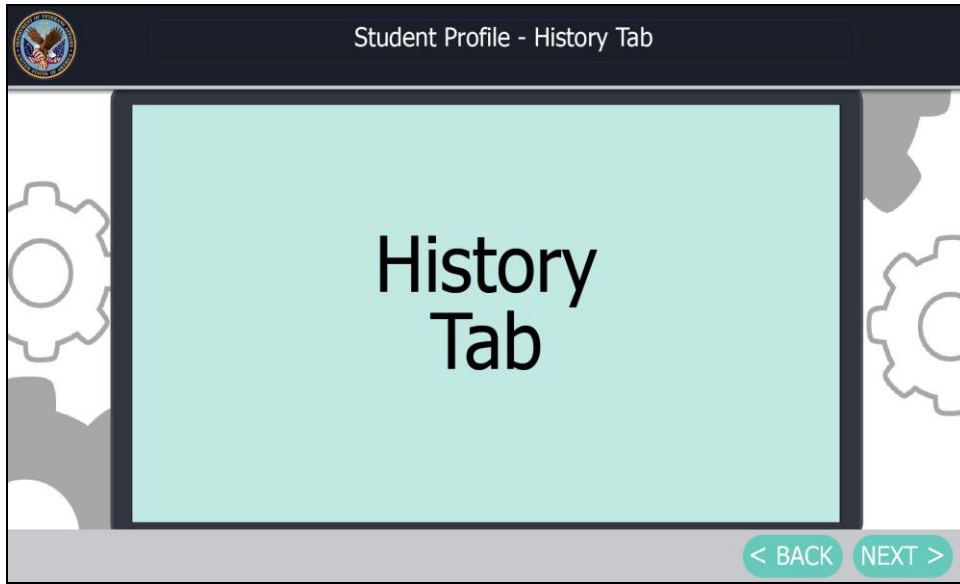 Student Profile - History Tab
History
Tab
< BACK
NEXT >